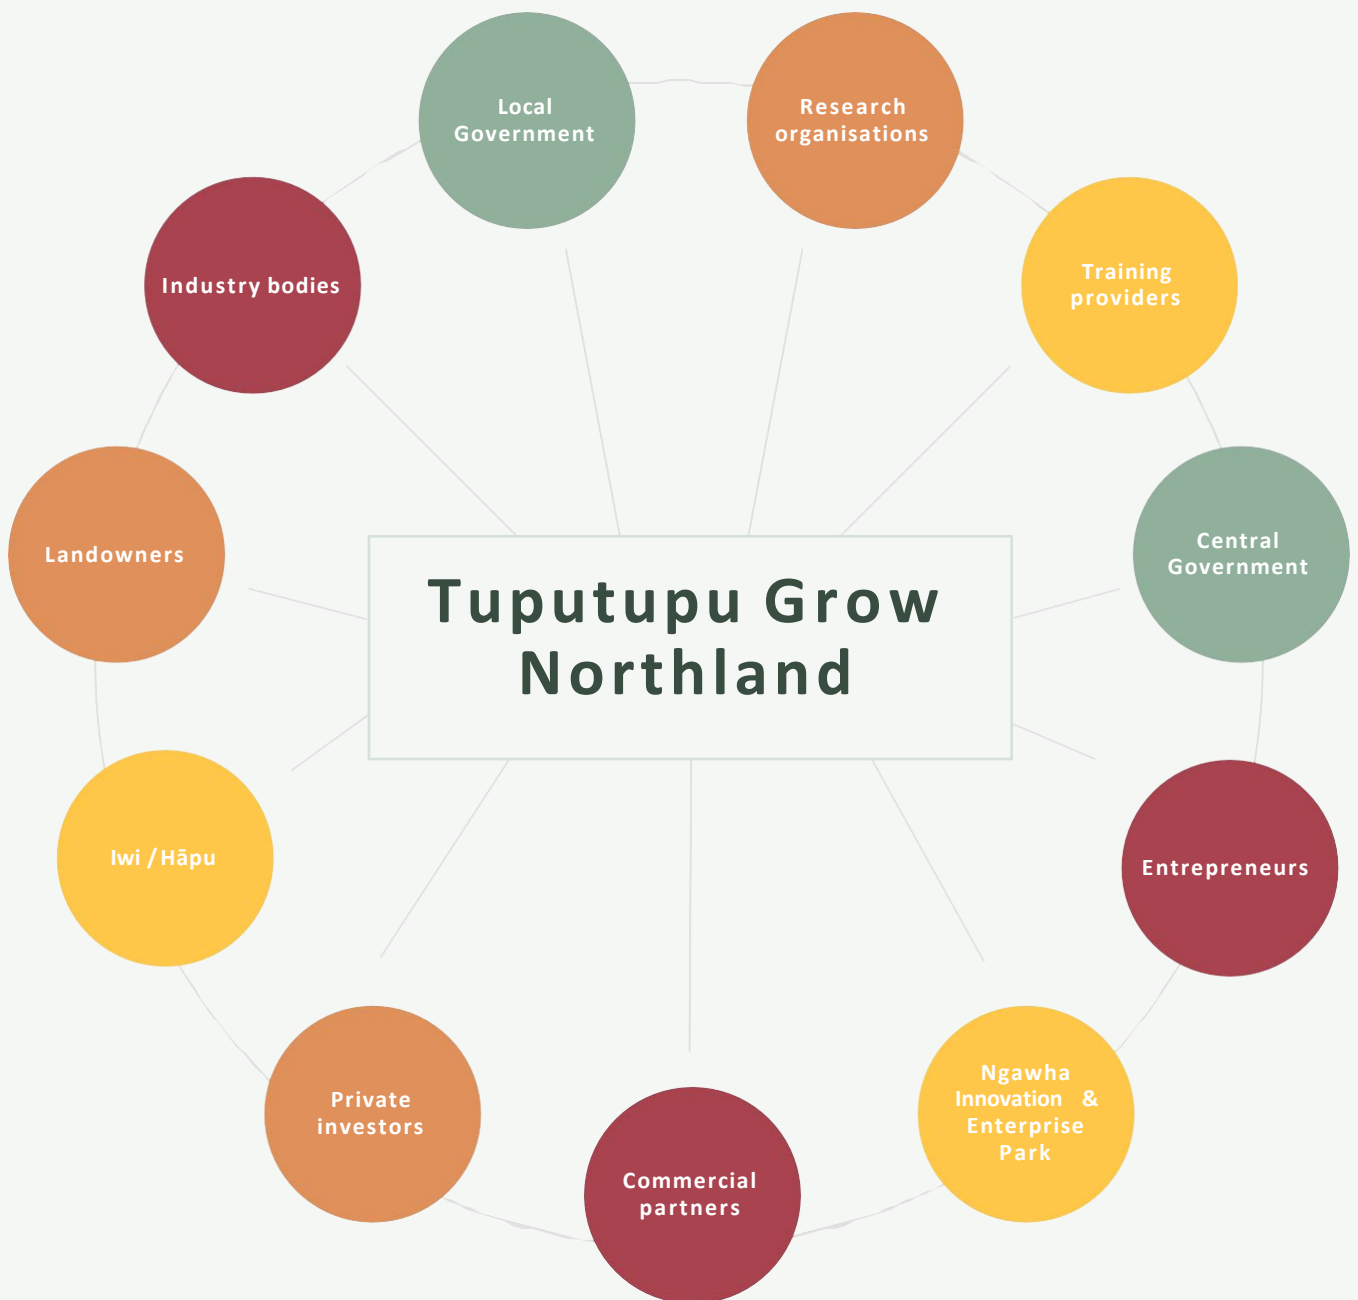 Local
Government
Research
organisations
Training
providers
Industry bodies
Central
Government
Landowners
Tuputupu Grow
Northland
Iwi / Hāpu
Entrepreneurs
Private
investors
Commercial
partners
Ngawha
Innovation &
Enterprise
Park